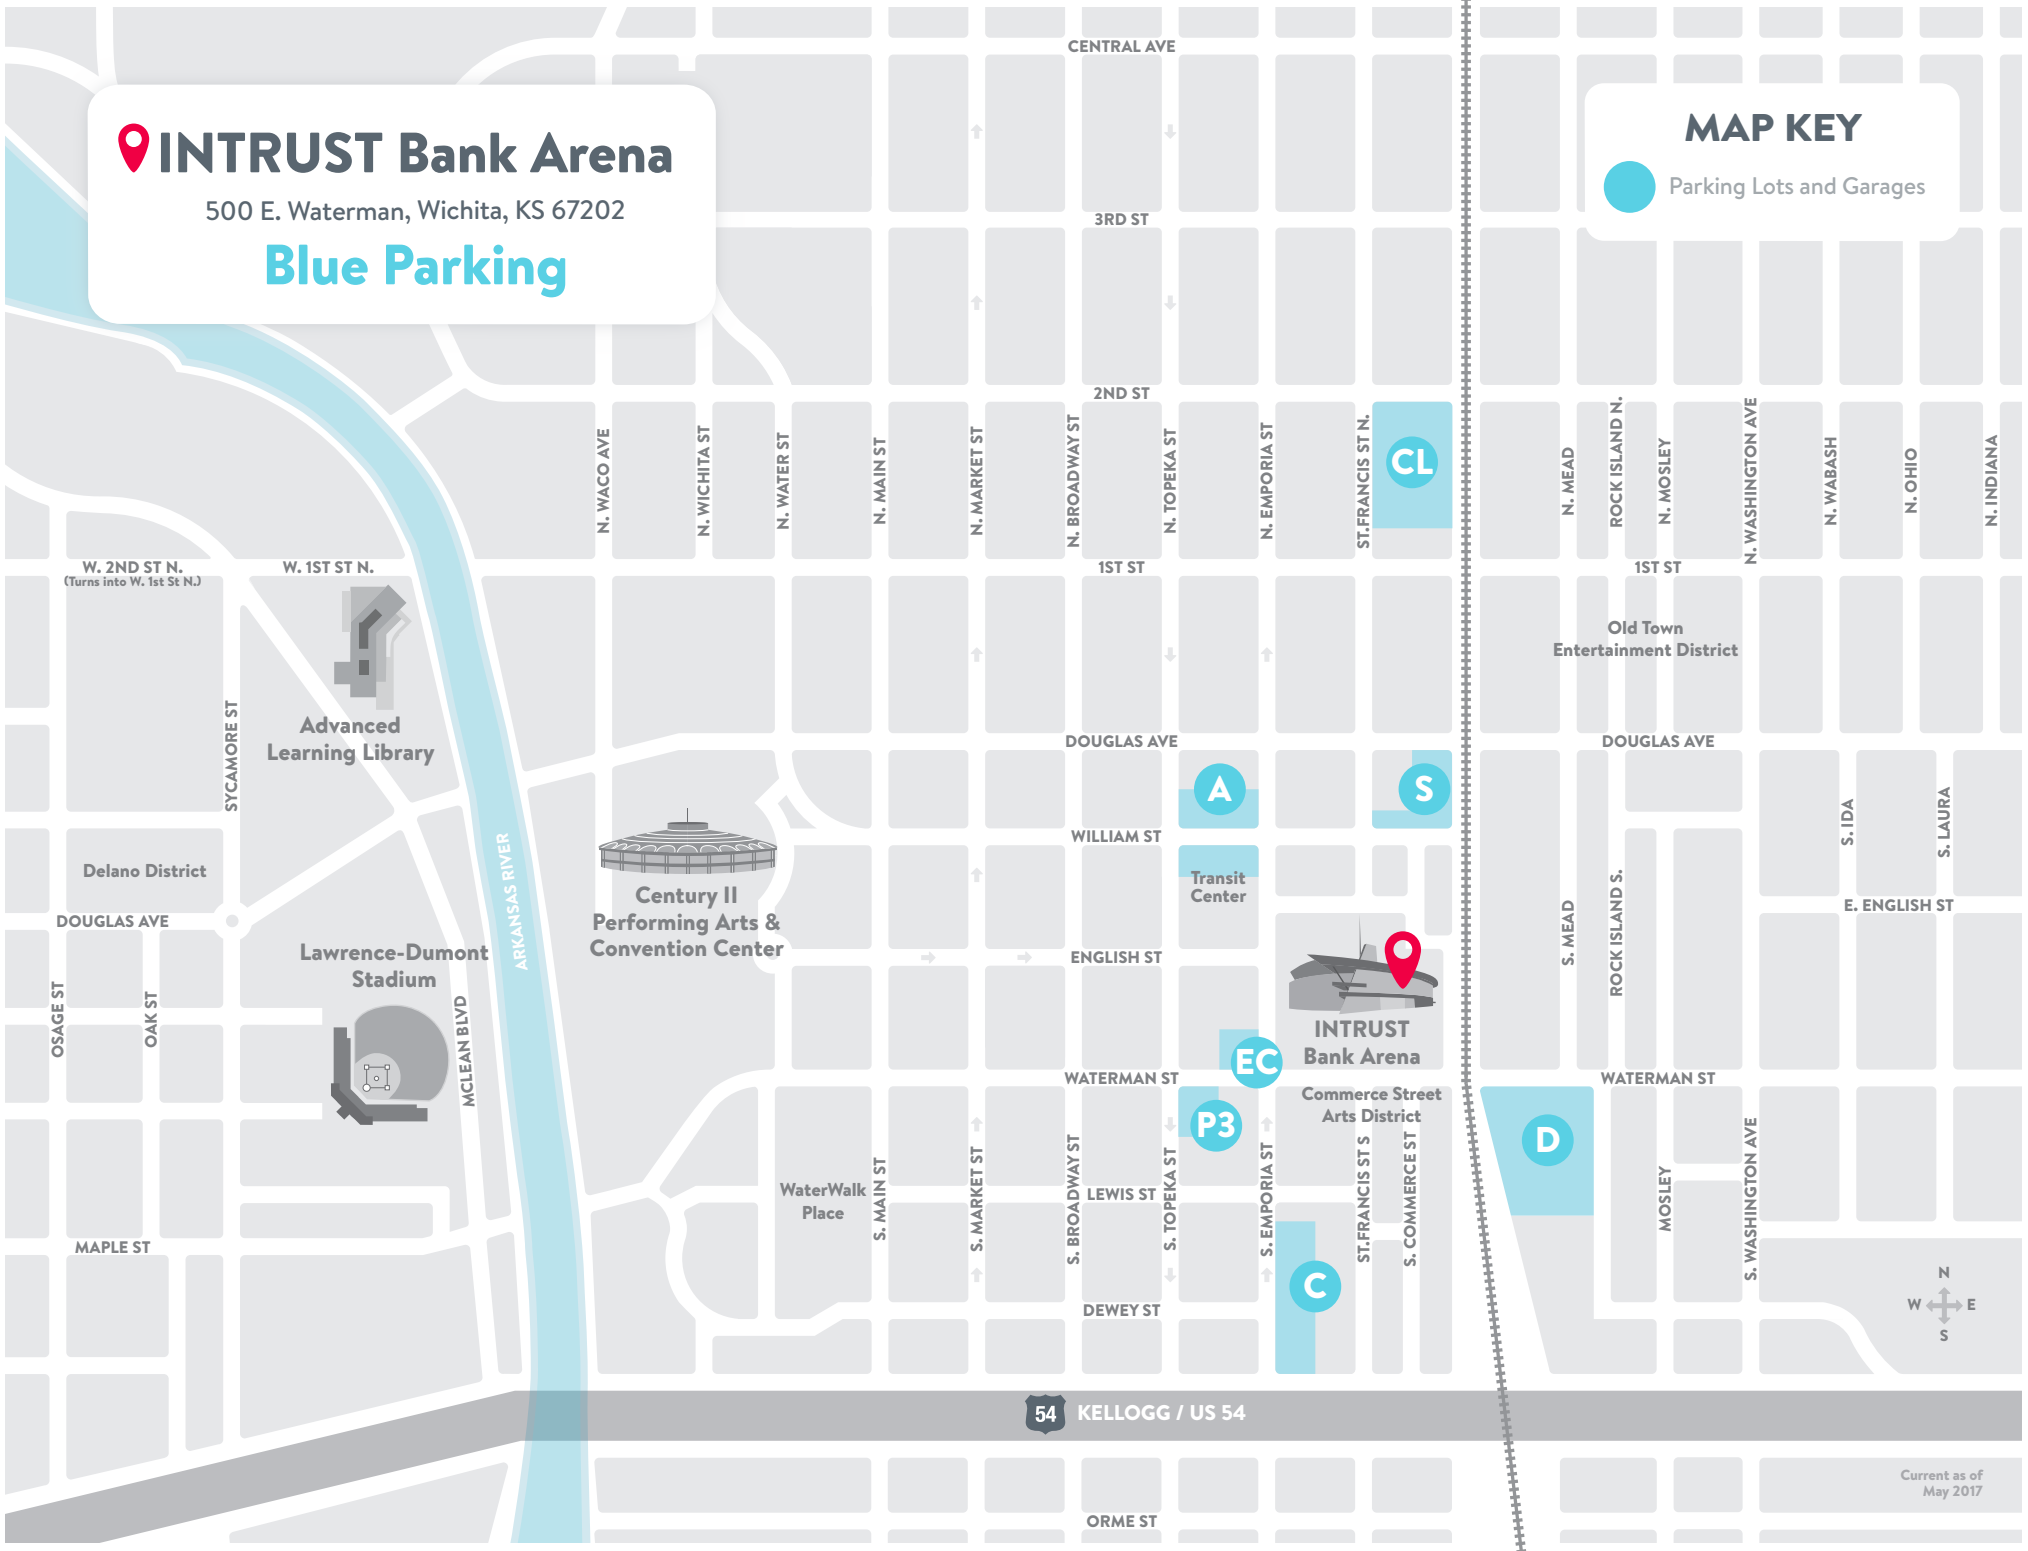 INTRUST Bank Arena
500 E. Waterman, Wichita, KS 67202
Blue Parking
MAP KEY
Parking Lots and Garages
CENTRAL AVE
3RD ST
2ND ST
N. WACO AVE
N. WICHITA ST
N. WATER ST
N. MAIN ST
N. MARKET ST
N. BROADWAY ST
N. TOPEKA ST
N. EMPORIA ST
ST.FRANCIS ST N.
CL
N. MEAD
ROCK ISLAND N.
N. MOSLEY
N. WASHINGTON AVE
N. WABASH
N. OHIO
N. INDIANA
W. 2ND ST N.
(Turns into W. 1st St N.)
W. 1ST ST N.
1ST ST
1ST ST
Old Town
Entertainment District
SYCAMORE ST
Advanced
Learning Library
DOUGLAS AVE
DOUGLAS AVE
A
S
WILLIAM ST
S. IDA
S. LAURA
Delano District
ARKANSAS RIVER
Century II
Performing Arts &
Convention Center
Transit
Center
S. MEAD
ROCK ISLAND S.
E. ENGLISH ST
DOUGLAS AVE
Lawrence-Dumont
Stadium
ENGLISH ST
OSAGE ST
OAK ST
MCLEAN BLVD
INTRUST
Bank Arena
EC
WATERMAN ST
WATERMAN ST
Commerce Street
Arts District
P3
D
WaterWalk
Place
S. MAIN ST
S. MARKET ST
S. BROADWAY ST
LEWIS ST
S. TOPEKA ST
S. EMPORIA ST
ST.FRANCIS ST S
S. COMMERCE ST
MOSLEY
S. WASHINGTON AVE
MAPLE ST
C
DEWEY ST
N
W
E
S
54
KELLOGG / US 54
Current as of
May 2017
ORME ST